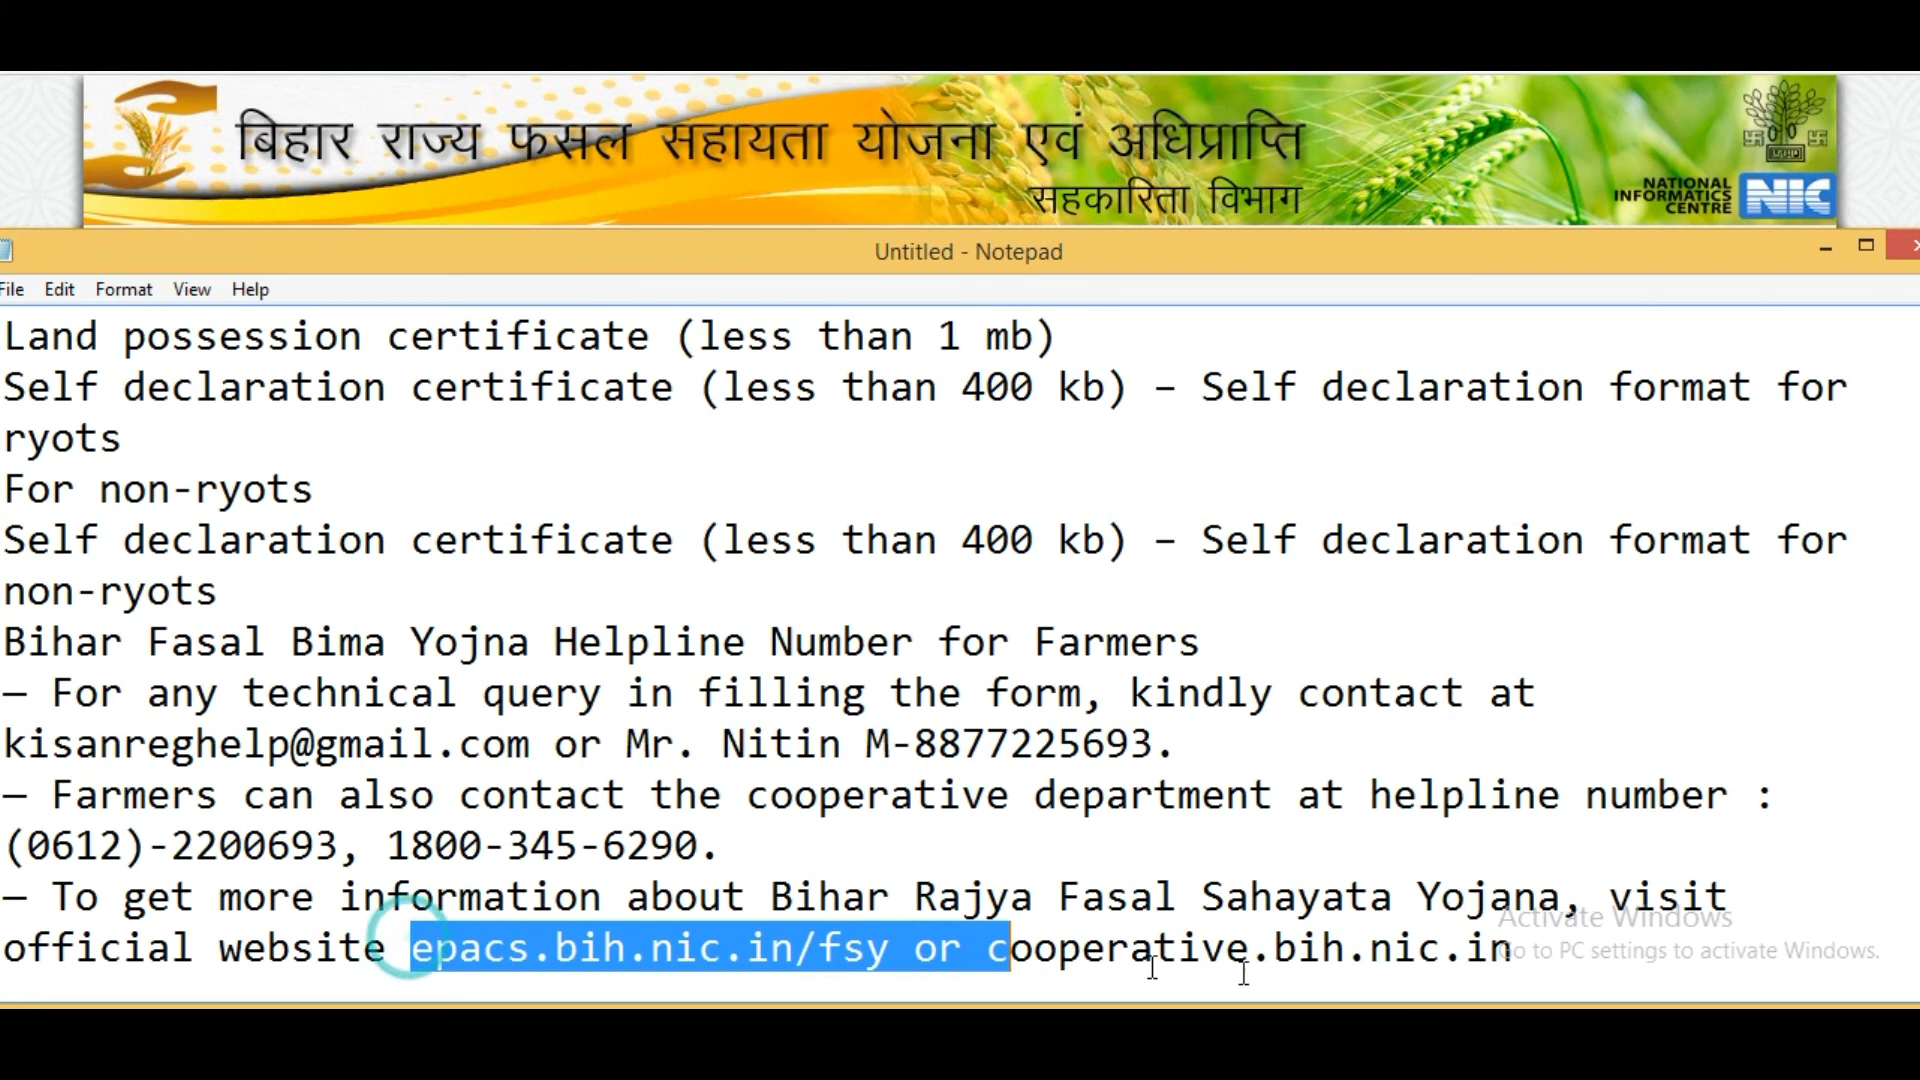 बिहार राज्य फसल सहायता योजना एवं अधिप्राप्ति
सहकारिता विभाग
NATIONAL
INFORMATICS
CENTRE
NIC
Untitled - Notepad
File Edit Format View Help
Land possession certificate (less than 1 mb)
Self declaration certificate (less than 400 kb) – Self declaration format for
ryots
For non-ryots
Self declaration certificate (less than 400 kb) – Self declaration format for
non-ryots
Bihar Fasal Bima Yojna Helpline Number for Farmers
— For any technical query in filling the form, kindly contact at
kisanreghelp@gmail.com or Mr. Nitin M-8877225693.
— Farmers can also contact the cooperative department at helpline number :
(0612)-2200693, 1800-345-6290.
— To get more information about Bihar Rajya Fasal Sahayata Yojana, visit
official website epacs.bih.nic.in/fsy or cooperative.bih.nic.in
Activate Windows
Go to PC settings to activate Windows.